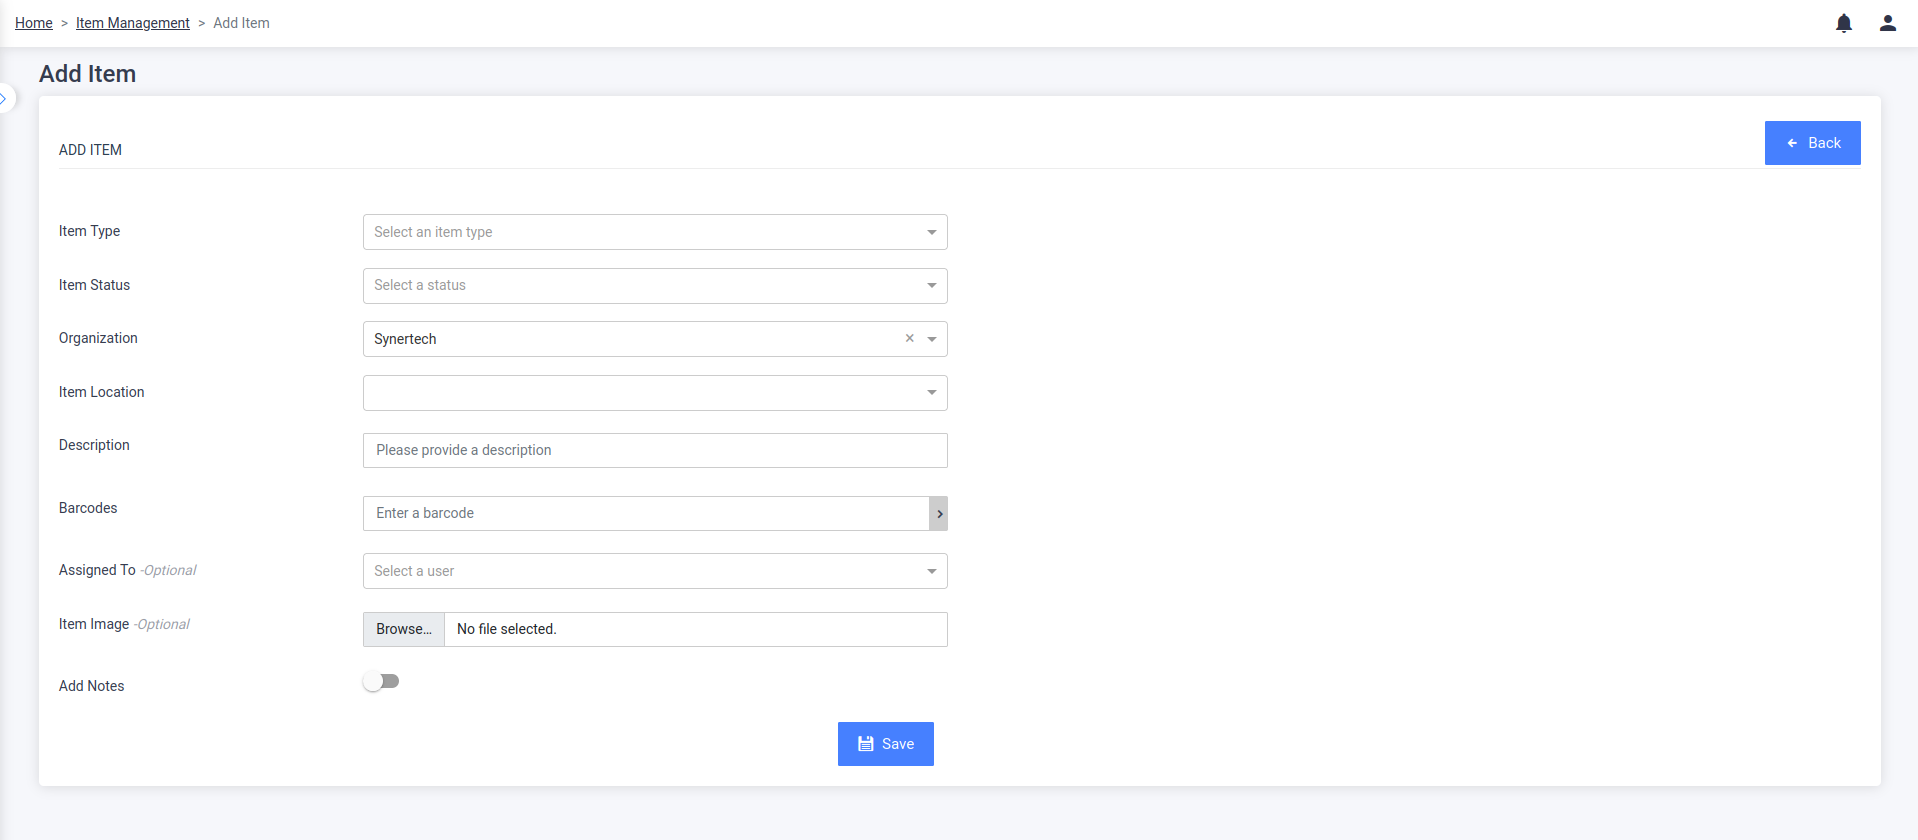 Home > Item Management > Add Item
Add Item
ADD ITEM
Back
Item Type
Select an item type
Item Status
Select a status
Organization
Synertech
Item Location
Description
Please provide a description
Barcodes
Enter a barcode
Assigned To -Optional
Select a user
Item Image -Optional
Browse... No file selected.
Add Notes
Save